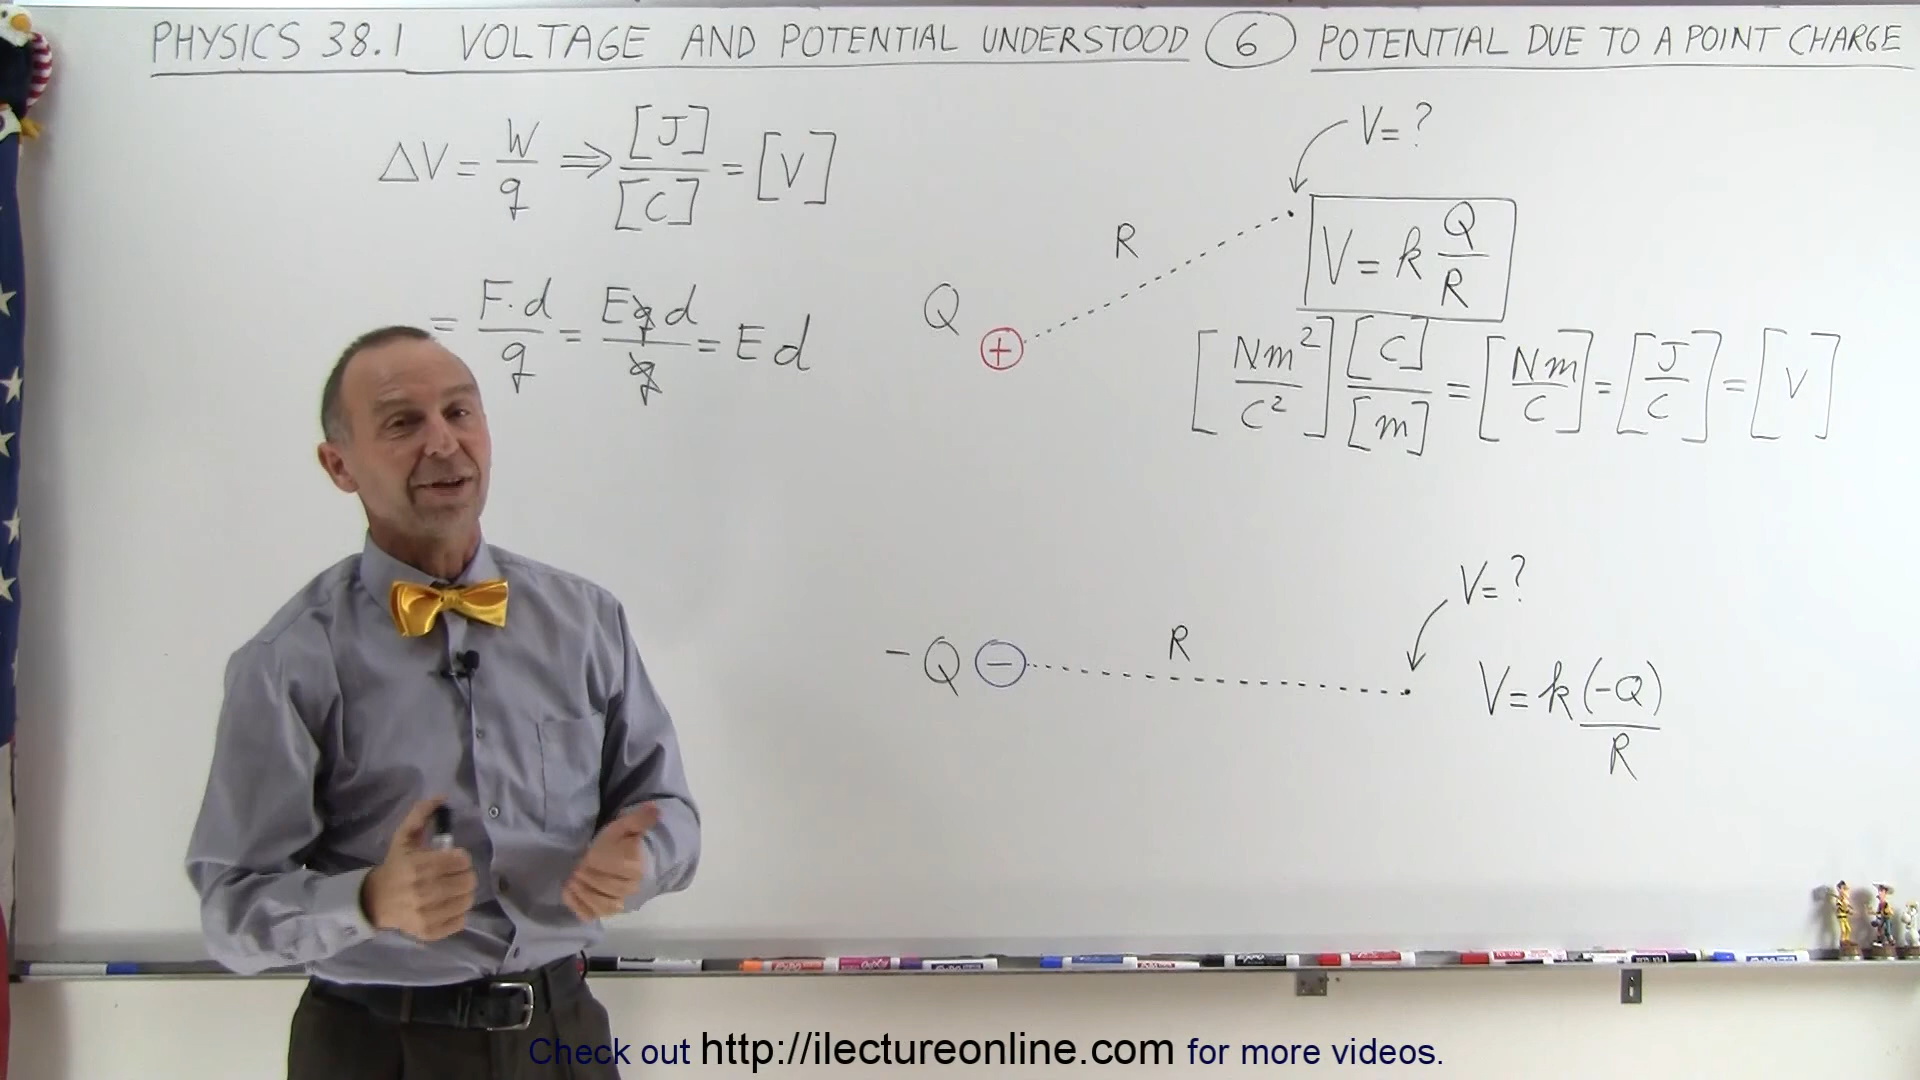 PHYSICS 38.1 VOLTAGE AND POTENTIAL UNDERSTOOD (6) POTENTIAL DUE TO A POINT CHARGE
ΔV = W/q ⇒ [J]/[C] = [V]
= F·d/q = Eqd/q = Ed
V = ?
R
Q
+
V = k Q/R
[Nm²/C²] [C]/[m] = [Nm/C] = [J/C] = [V]
V = ?
-Q
−
R
V = k (-Q)/R
Check out http://ilectureonline.com for more videos.